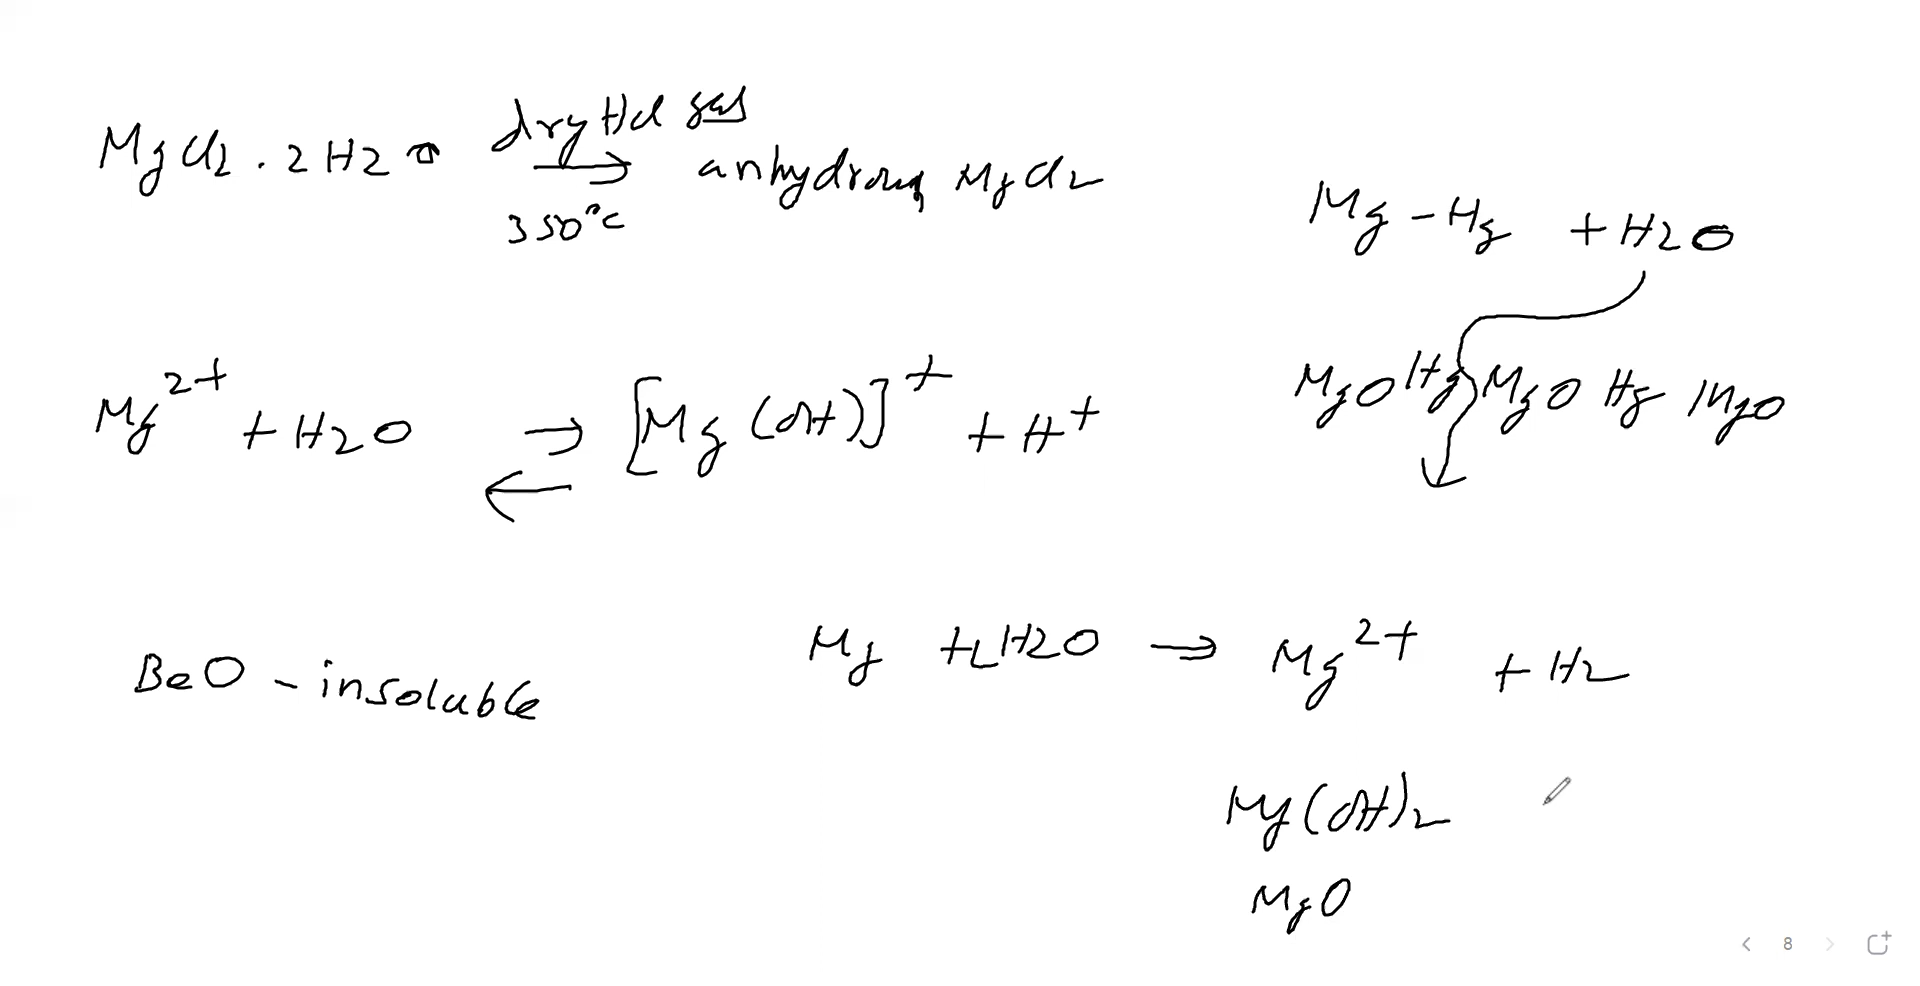 dry Hcl gas
MgCl2 . 2H2O → anhydrous MgCl2
350°C
Mg - Hg + H2O
MgO Hg MgO Hg MgO
Mg2+ + H2O ⇌ [Mg(OH)]+ + H+
Mg + H2O → Mg2+ + H2
BeO - insoluble
Mg(OH)2
MgO
8